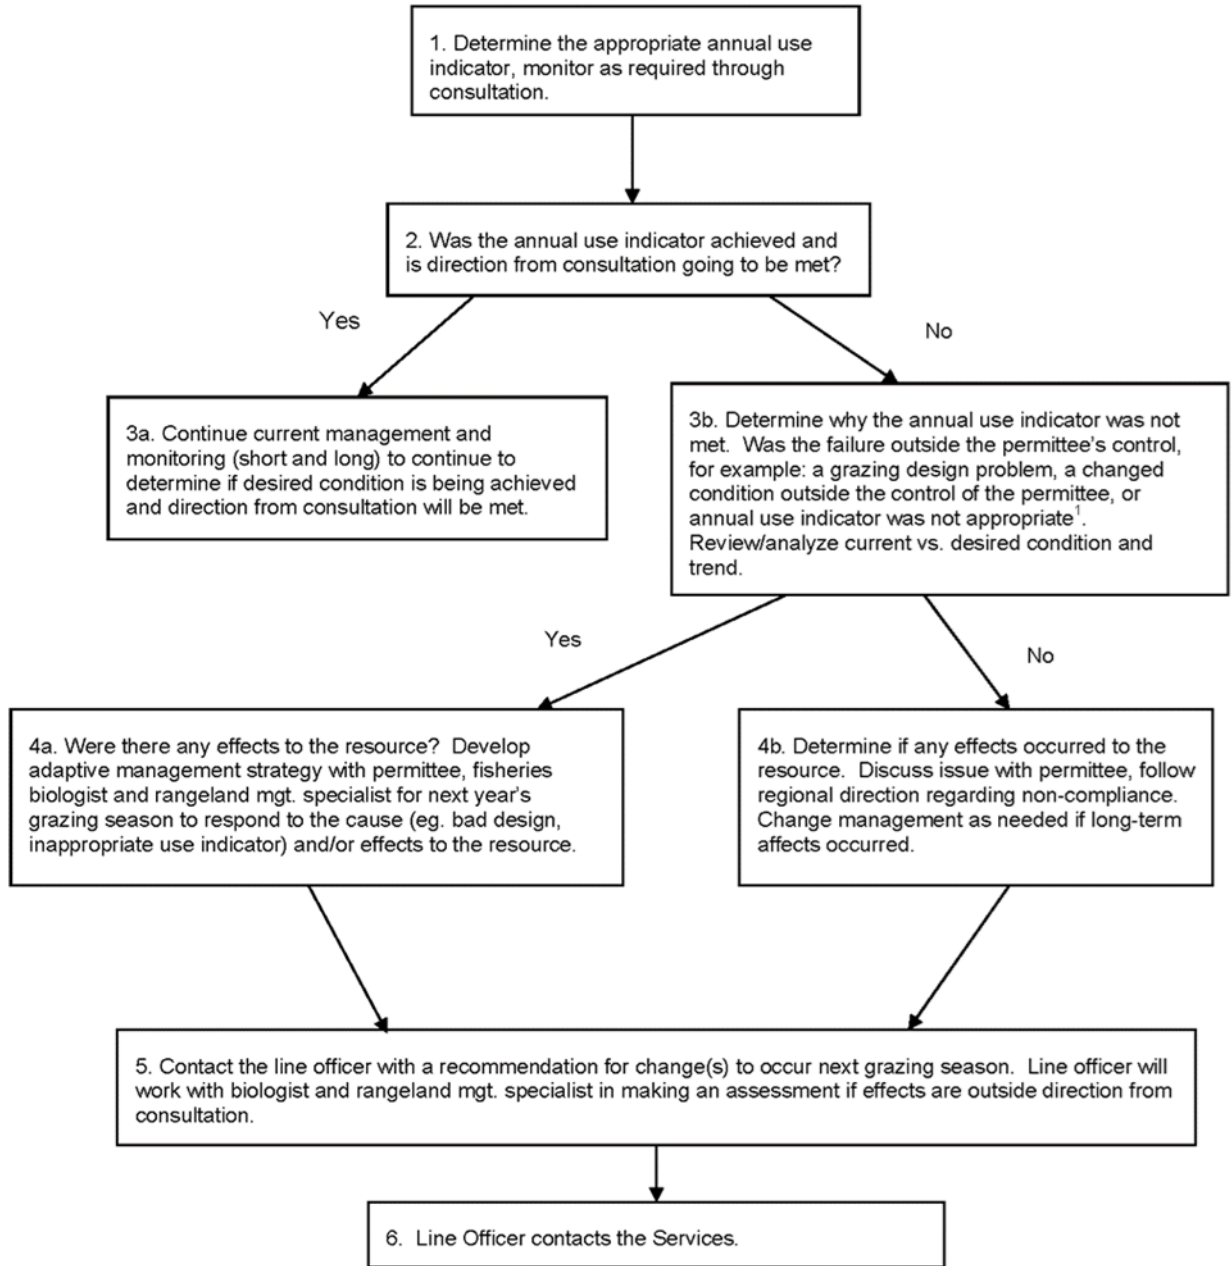 1. Determine the appropriate annual use
indicator, monitor as required through
consultation.
2. Was the annual use indicator achieved and
is direction from consultation going to be met?
Yes
No
3a. Continue current management and
monitoring (short and long) to continue to
determine if desired condition is being achieved
and direction from consultation will be met.
3b. Determine why the annual use indicator was not
met. Was the failure outside the permittee's control,
for example: a grazing design problem, a changed
condition outside the control of the permittee, or
annual use indicator was not appropriate¹.
Review/analyze current vs. desired condition and
trend.
Yes
No
4a. Were there any effects to the resource? Develop
adaptive management strategy with permittee, fisheries
biologist and rangeland mgt. specialist for next year's
grazing season to respond to the cause (eg. bad design,
inappropriate use indicator) and/or effects to the resource.
4b. Determine if any effects occurred to the
resource. Discuss issue with permittee, follow
regional direction regarding non-compliance.
Change management as needed if long-term
affects occurred.
5. Contact the line officer with a recommendation for change(s) to occur next grazing season. Line officer will
work with biologist and rangeland mgt. specialist in making an assessment if effects are outside direction from
consultation.
6. Line Officer contacts the Services.